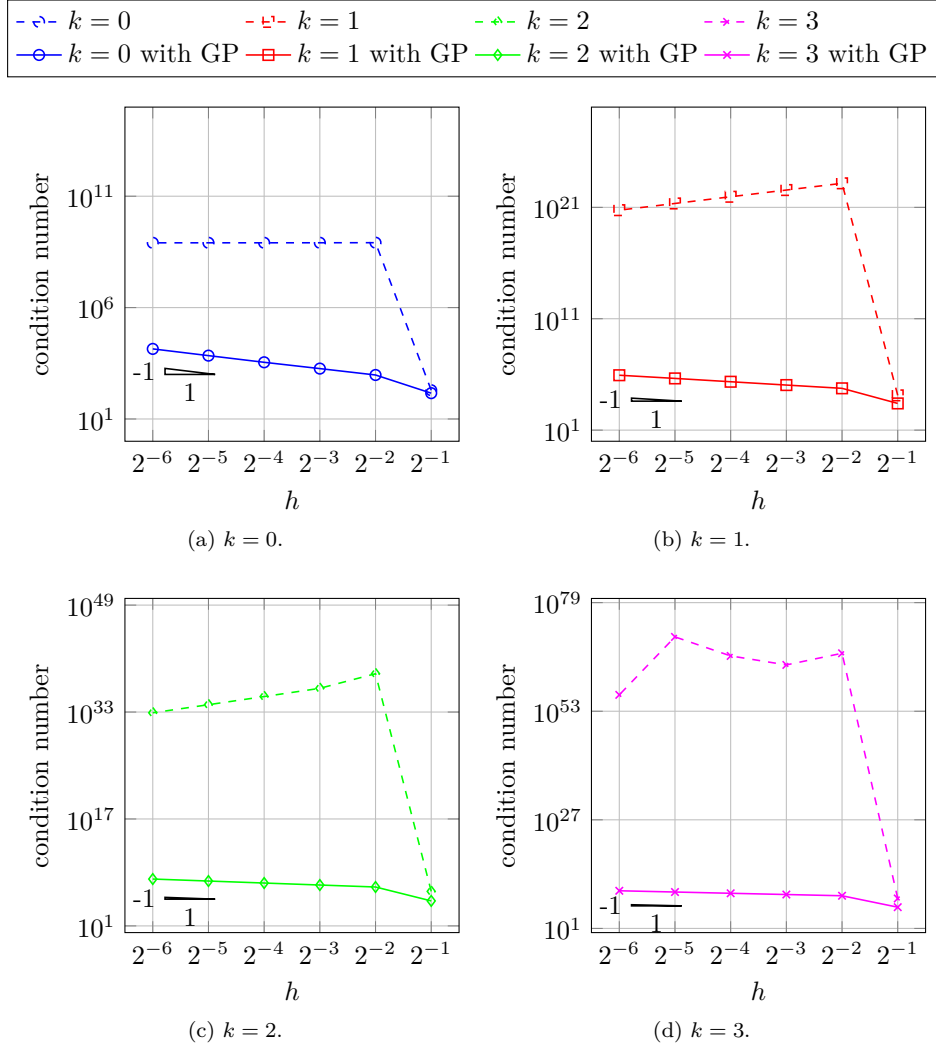 k = 0 k = 1 k = 2 k = 3
k = 0 with GP k = 1 with GP k = 2 with GP k = 3 with GP
10^11
10^6
10^1
condition number
-1
1
2^−6 2^−5 2^−4 2^−3 2^−2 2^−1
h
(a) k = 0.
10^21
10^11
10^1
condition number
-1
1
2^−6 2^−5 2^−4 2^−3 2^−2 2^−1
h
(b) k = 1.
10^49
10^33
10^17
10^1
condition number
-1
1
2^−6 2^−5 2^−4 2^−3 2^−2 2^−1
h
(c) k = 2.
10^79
10^53
10^27
10^1
condition number
-1
1
2^−6 2^−5 2^−4 2^−3 2^−2 2^−1
h
(d) k = 3.